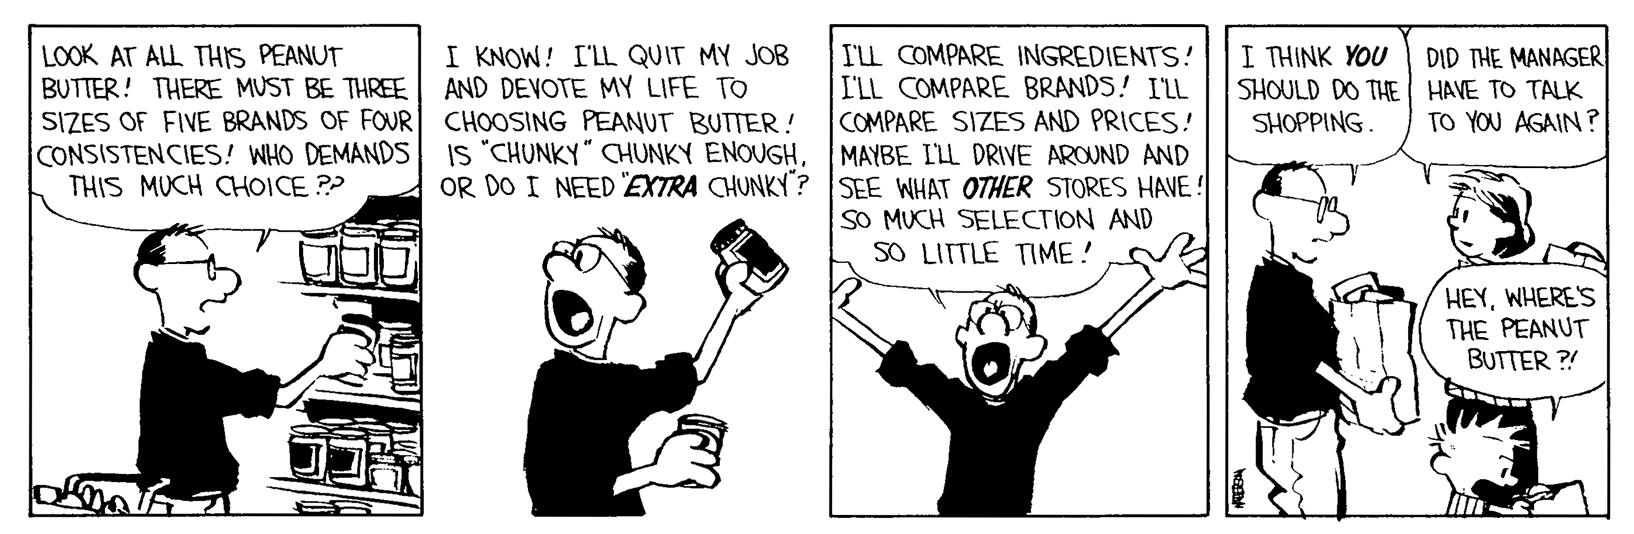 LOOK AT ALL THIS PEANUT
BUTTER! THERE MUST BE THREE
SIZES OF FIVE BRANDS OF FOUR
CONSISTENCIES! WHO DEMANDS
THIS MUCH CHOICE??
I KNOW! I'LL QUIT MY JOB
AND DEVOTE MY LIFE TO
CHOOSING PEANUT BUTTER!
IS "CHUNKY" CHUNKY ENOUGH,
OR DO I NEED "EXTRA CHUNKY"?
I'LL COMPARE INGREDIENTS!
I'LL COMPARE BRANDS! I'LL
COMPARE SIZES AND PRICES!
MAYBE I'LL DRIVE AROUND AND
SEE WHAT OTHER STORES HAVE!
SO MUCH SELECTION AND
SO LITTLE TIME!
I THINK YOU
SHOULD DO THE
SHOPPING.
DID THE MANAGER
HAVE TO TALK
TO YOU AGAIN?
HEY, WHERE'S
THE PEANUT
BUTTER?!
WATTERSON